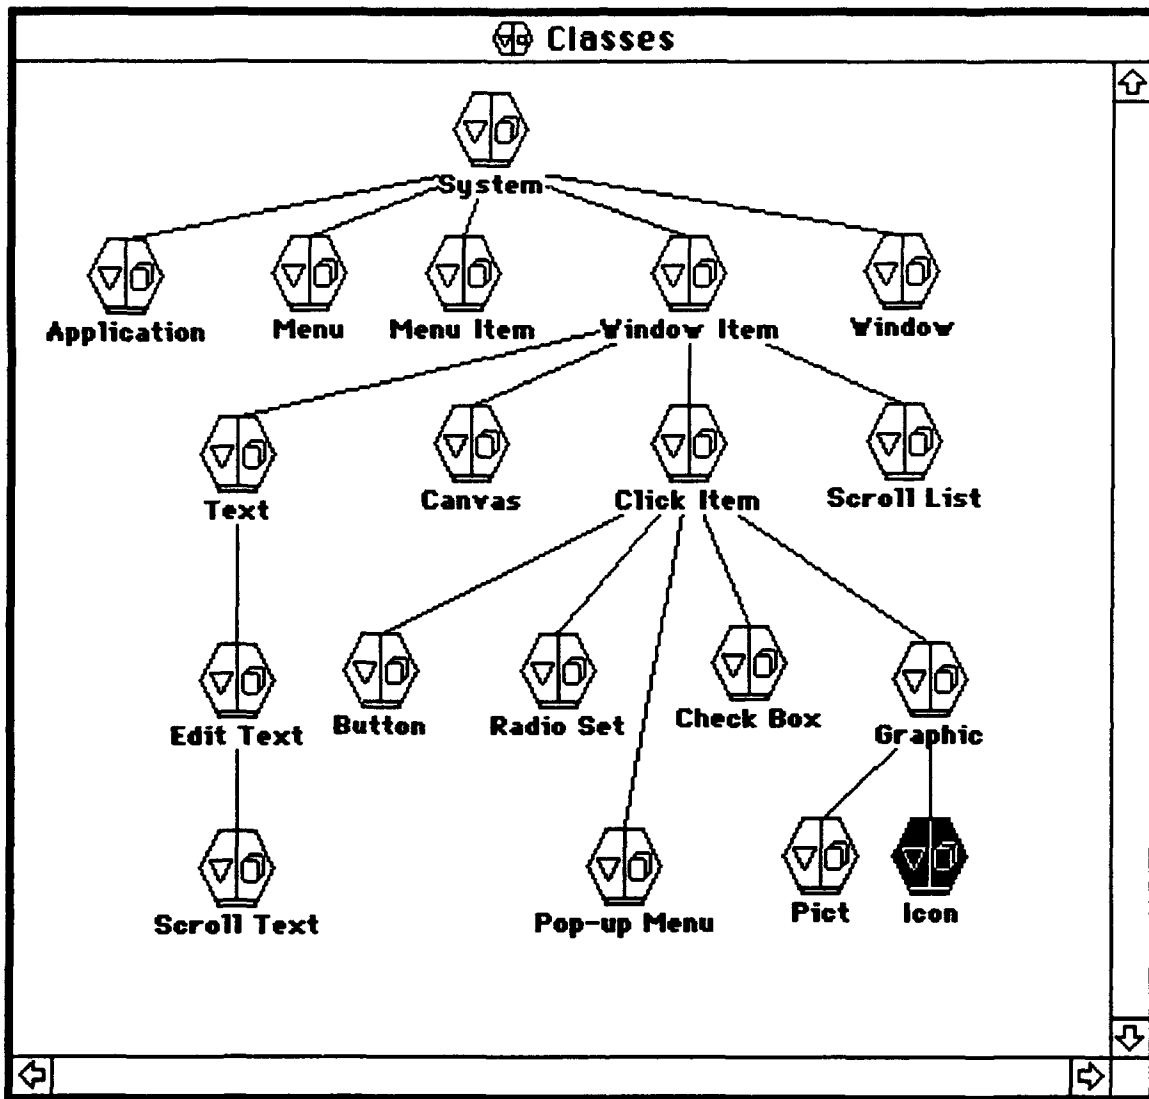 Classes
System
Application
Menu
Menu Item
Window Item
Window
Text
Canvas
Click Item
Scroll List
Edit Text
Button
Radio Set
Check Box
Graphic
Scroll Text
Pop-up Menu
Pict
Icon